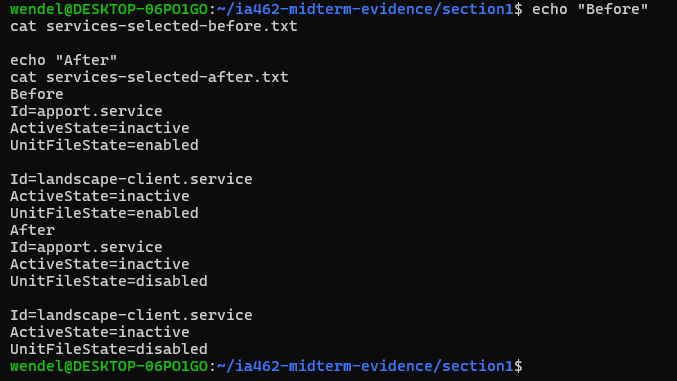 wendel@DESKTOP-06PO1GO:~/ia462-midterm-evidence/section1$ echo "Before"
cat services-selected-before.txt
echo "After"
cat services-selected-after.txt
Before
Id=apport.service
ActiveState=inactive
UnitFileState=enabled
Id=landscape-client.service
ActiveState=inactive
UnitFileState=enabled
After
Id=apport.service
ActiveState=inactive
UnitFileState=disabled
Id=landscape-client.service
ActiveState=inactive
UnitFileState=disabled
wendel@DESKTOP-06PO1GO:~/ia462-midterm-evidence/section1$